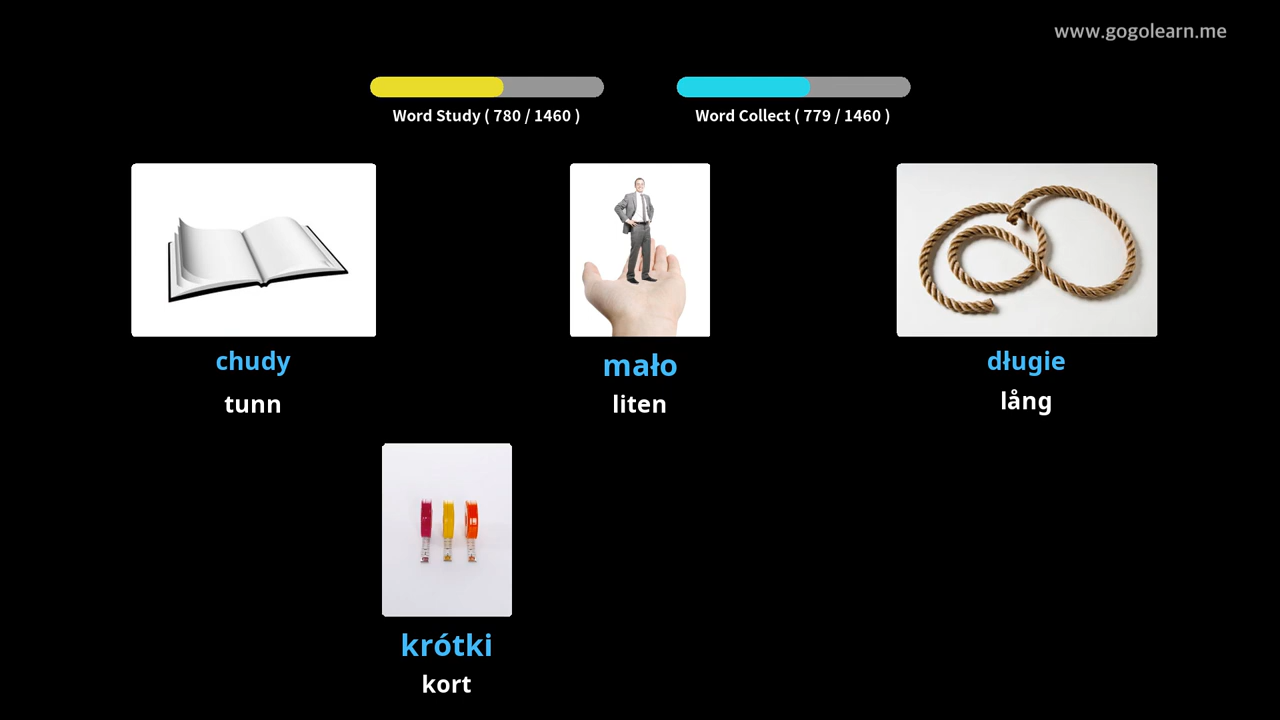 www.gogolearn.me
Word Study ( 780 / 1460 )
Word Collect ( 779 / 1460 )
chudy
tunn
mało
liten
długie
lång
krótki
kort